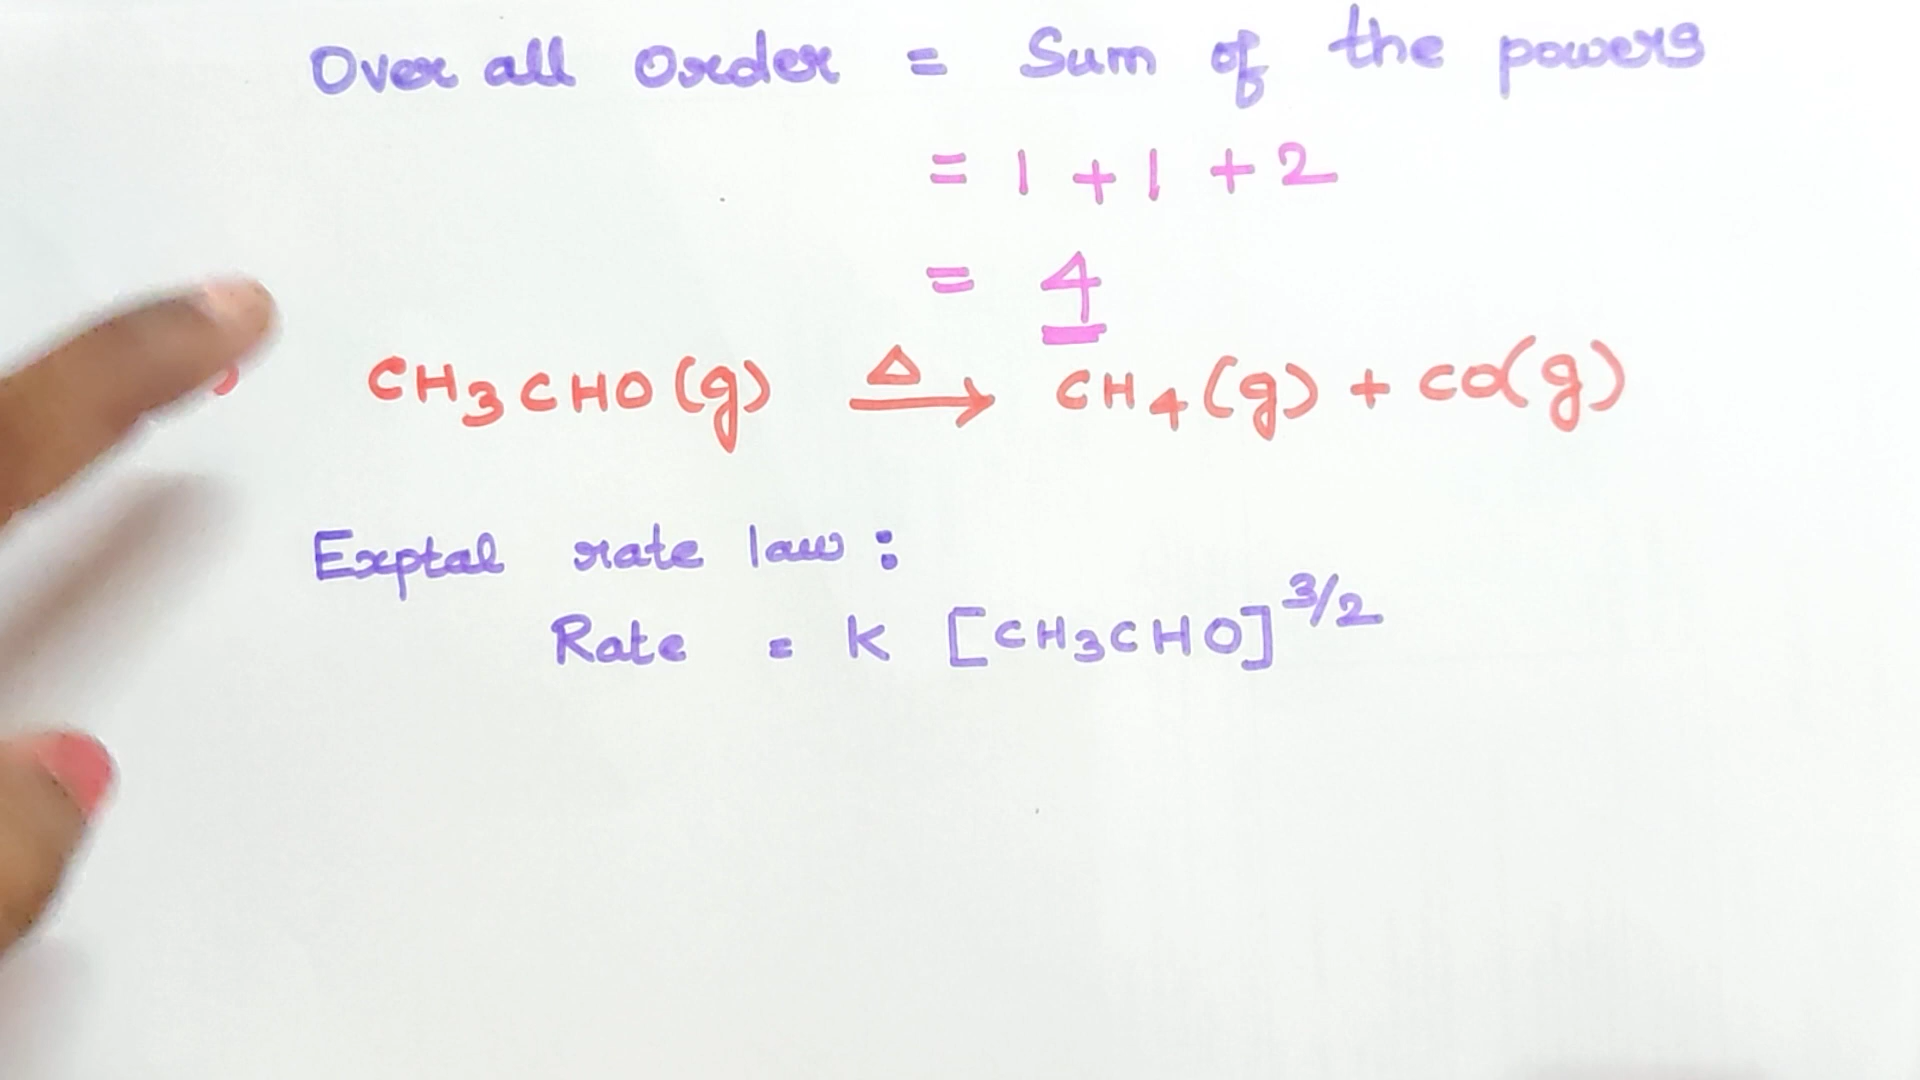 Over all order = Sum of the powers
= 1 + 1 + 2
= 4
CH3CHO(g) Δ→ CH4(g) + CO(g)
Exptal rate law:
Rate = K [CH3CHO]^3/2